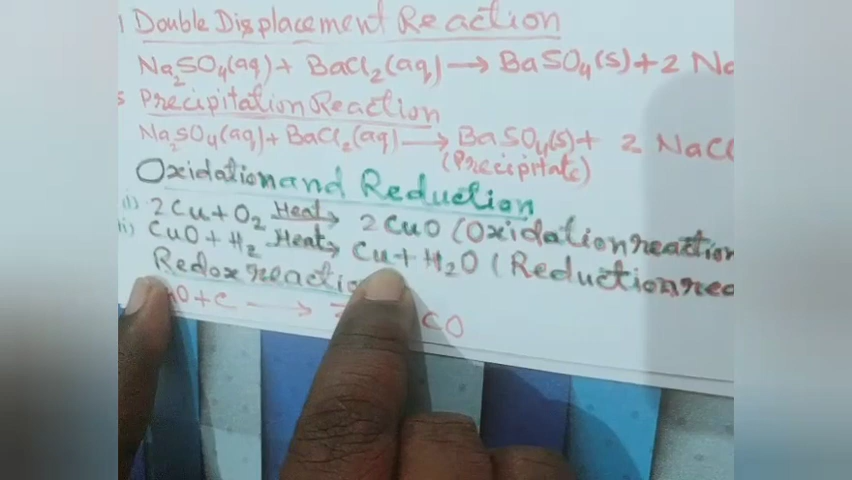 Double Displacement Reaction
Na2SO4(aq) + BaCl2(aq) → BaSO4(s) + 2 Na
Precipitation Reaction
Na2SO4(aq) + BaCl2(aq) → BaSO4(s) + 2 NaCl
(Precipitate)
Oxidation and Reduction
i) 2Cu + O2 Heat→ 2CuO (Oxidation reaction
ii) CuO + H2 Heat→ Cu + H2O (Reduction rea
Redox reactio
O + C → CO